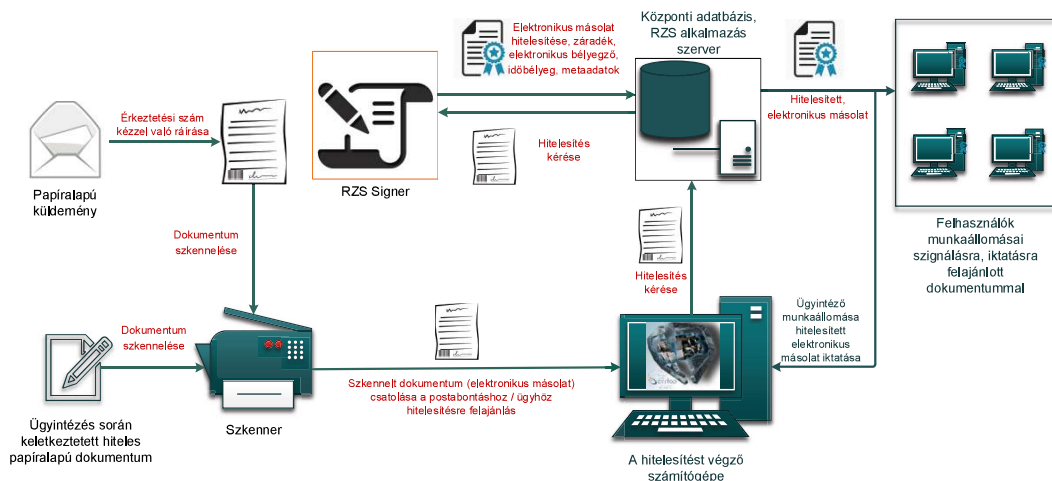 Elektronikus másolat
hitelesítése, záradék,
elektronikus bélyegző,
időbélyeg, metaadatok
Központi adatbázis,
RZS alkalmazás
szerver
Érkeztetési szám
kézzel való ráírása
Hitelesített,
elektronikus másolat
Hitelesítés
kérése
Papíralapú
küldemény
RZS Signer
Felhasználók
munkaállomásai
szignálásra, iktatásra
felajánlott
dokumentummal
Dokumentum
szkennelése
Hitelesítés
kérése
Ügyintéző
munkaállomása
hitelesített
elektronikus
másolat iktatása
Dokumentum
szkennelése
Szkennelt dokumentum (elektronikus másolat)
csatolása a postabontáshoz / ügyhöz
hitelesítésre felajánlás
Szkenner
Ügyintézés során
keletkeztetett hiteles
papíralapú dokumentum
A hitelesítést végző
számítógépe